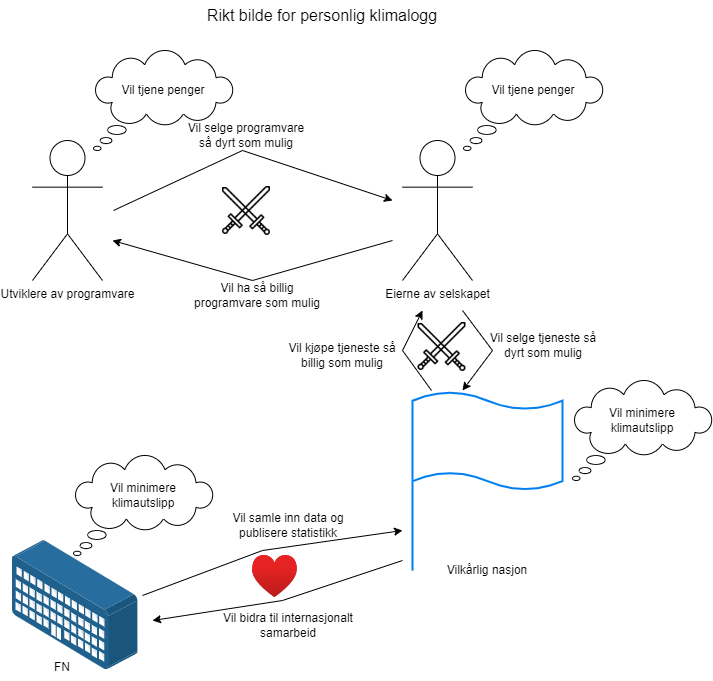 Rikt bilde for personlig klimalogg
Vil tjene penger
Vil tjene penger
Vil selge programvare
så dyrt som mulig
Utviklere av programvare
Vil ha så billig
programvare som mulig
Eierne av selskapet
Vil kjøpe tjeneste så
billig som mulig
Vil selge tjeneste så
dyrt som mulig
Vil minimere
klimautslipp
Vil minimere
klimautslipp
Vil samle inn data og
publisere statistikk
Vilkårlig nasjon
Vil bidra til internasjonalt
samarbeid
FN